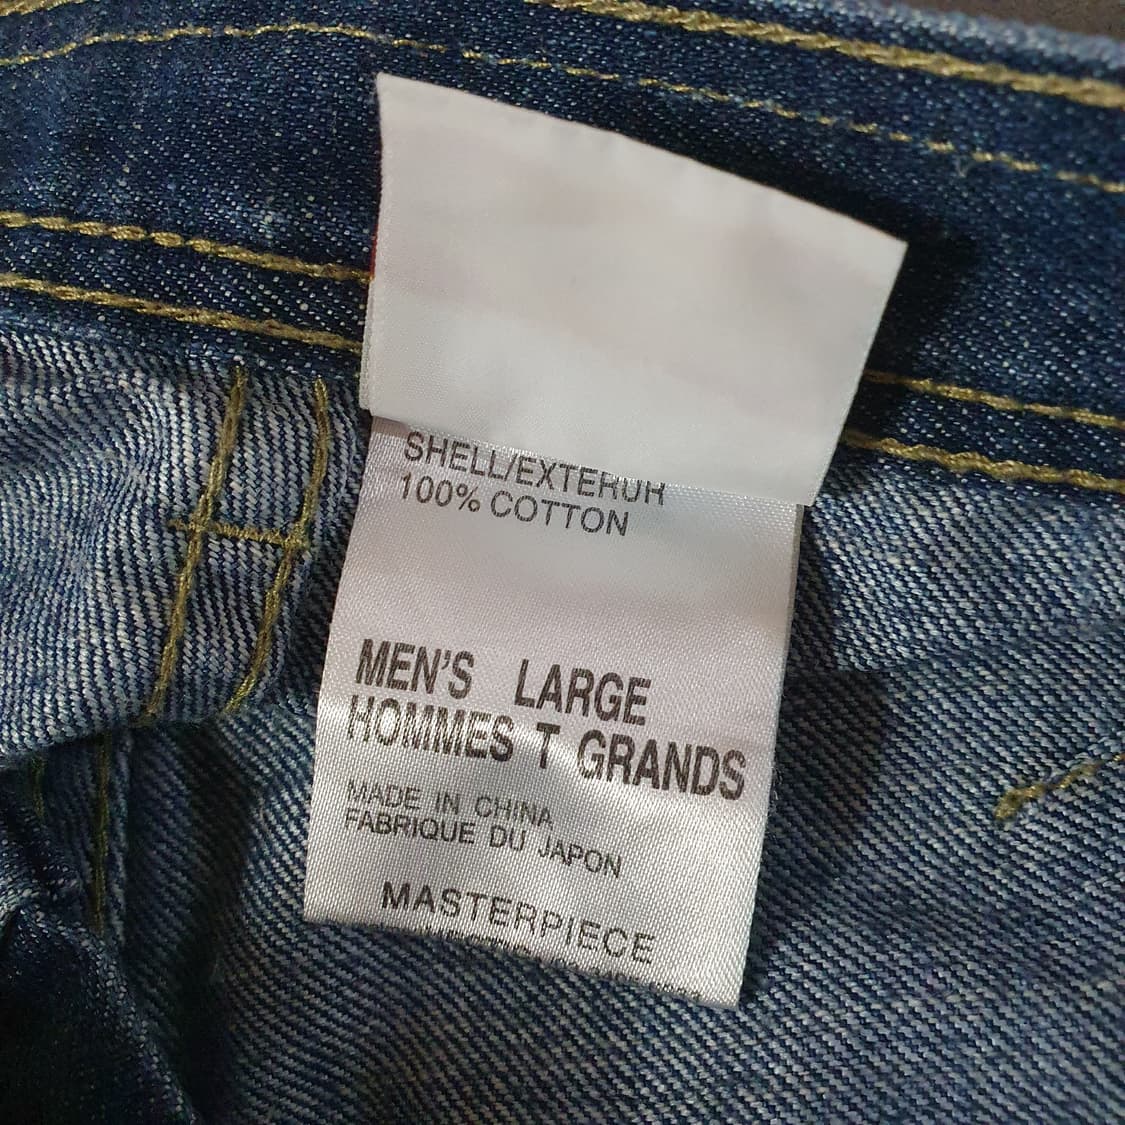 SHELL/EXTERUR
100% COTTON
MEN'S LARGE
HOMMES T GRANDS
MADE IN CHINA
FABRIQUE DU JAPON
MASTERPIECE